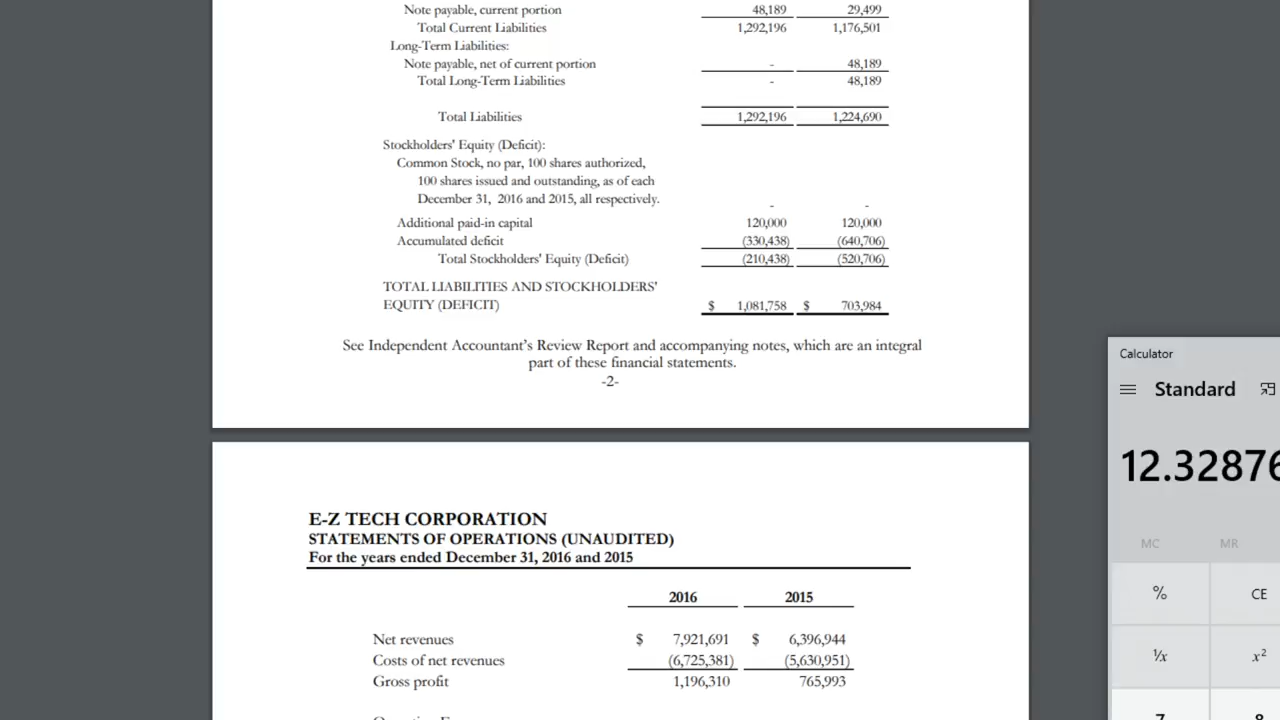 Note payable, current portion 48,189 29,499
Total Current Liabilities 1,292,196 1,176,501
Long-Term Liabilities:
Note payable, net of current portion - 48,189
Total Long-Term Liabilities - 48,189
Total Liabilities 1,292,196 1,224,690
Stockholders' Equity (Deficit):
Common Stock, no par, 100 shares authorized,
100 shares issued and outstanding, as of each
December 31, 2016 and 2015, all respectively. - -
Additional paid-in capital 120,000 120,000
Accumulated deficit (330,438) (640,706)
Total Stockholders' Equity (Deficit) (210,438) (520,706)
TOTAL LIABILITIES AND STOCKHOLDERS'
EQUITY (DEFICIT) $ 1,081,758 $ 703,984
See Independent Accountant's Review Report and accompanying notes, which are an integral
part of these financial statements.
-2-
E-Z TECH CORPORATION
STATEMENTS OF OPERATIONS (UNAUDITED)
For the years ended December 31, 2016 and 2015
2016 2015
Net revenues $ 7,921,691 $ 6,396,944
Costs of net revenues (6,725,381) (5,630,951)
Gross profit 1,196,310 765,993
Calculator
Standard
12.32876
MC MR
% CE
¹/x x²